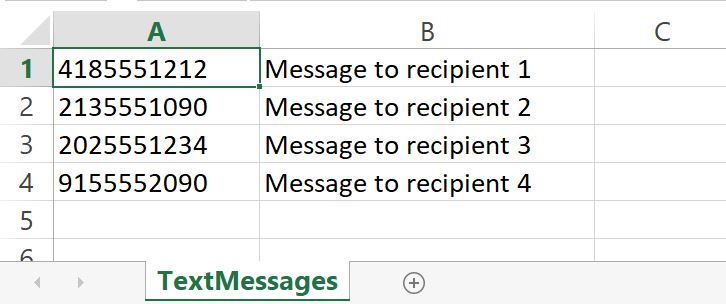 A B C
1 4185551212 Message to recipient 1
2 2135551090 Message to recipient 2
3 2025551234 Message to recipient 3
4 9155552090 Message to recipient 4
5
6
TextMessages